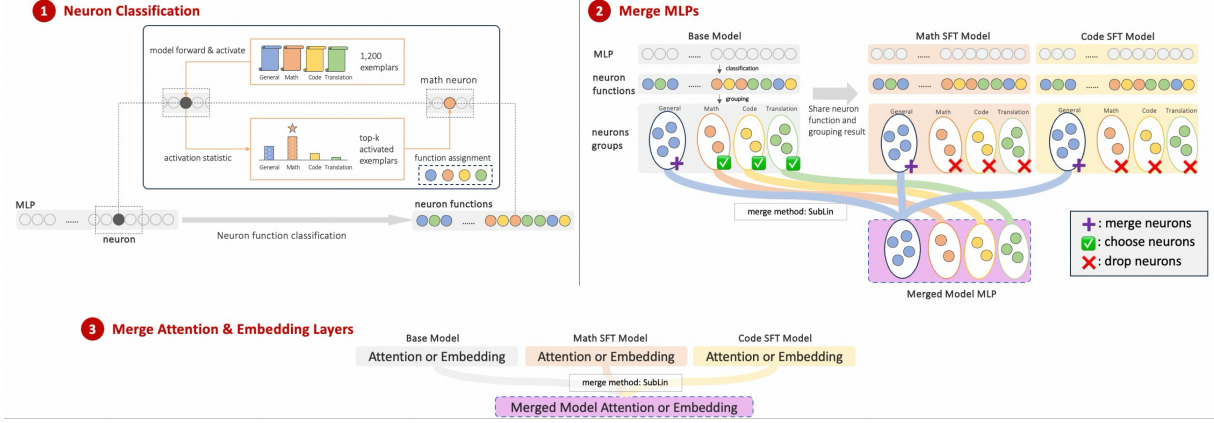 1 Neuron Classification
model forward & activate
1,200
exemplars
General Math Code Translation
math neuron
activation statistic
top-k
activated
exemplars
General Math Code Translation
function assignment
MLP
......
neuron
Neuron function classification
neuron functions
......
2 Merge MLPs
Base Model
Math SFT Model
Code SFT Model
MLP
......
......
......
classification
neuron
functions
......
......
......
grouping
Share neuron
function and
grouping result
neurons
groups
General Math Code Translation
General Math Code Translation
General Math Code Translation
merge method: SubLin
: merge neurons
: choose neurons
: drop neurons
Merged Model MLP
3 Merge Attention & Embedding Layers
Base Model
Math SFT Model
Code SFT Model
Attention or Embedding
Attention or Embedding
Attention or Embedding
merge method: SubLin
Merged Model Attention or Embedding